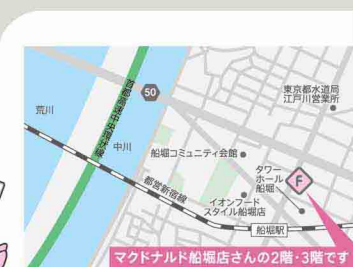 首都高速中央環状線
50
東京都水道局
江戸川営業所
荒川
中川
船堀コミュニティ会館
都営新宿線
タワー
ホール
船堀
F
イオンフード
スタイル船堀店
船堀駅
マクドナルド船堀店さんの2階・3階です